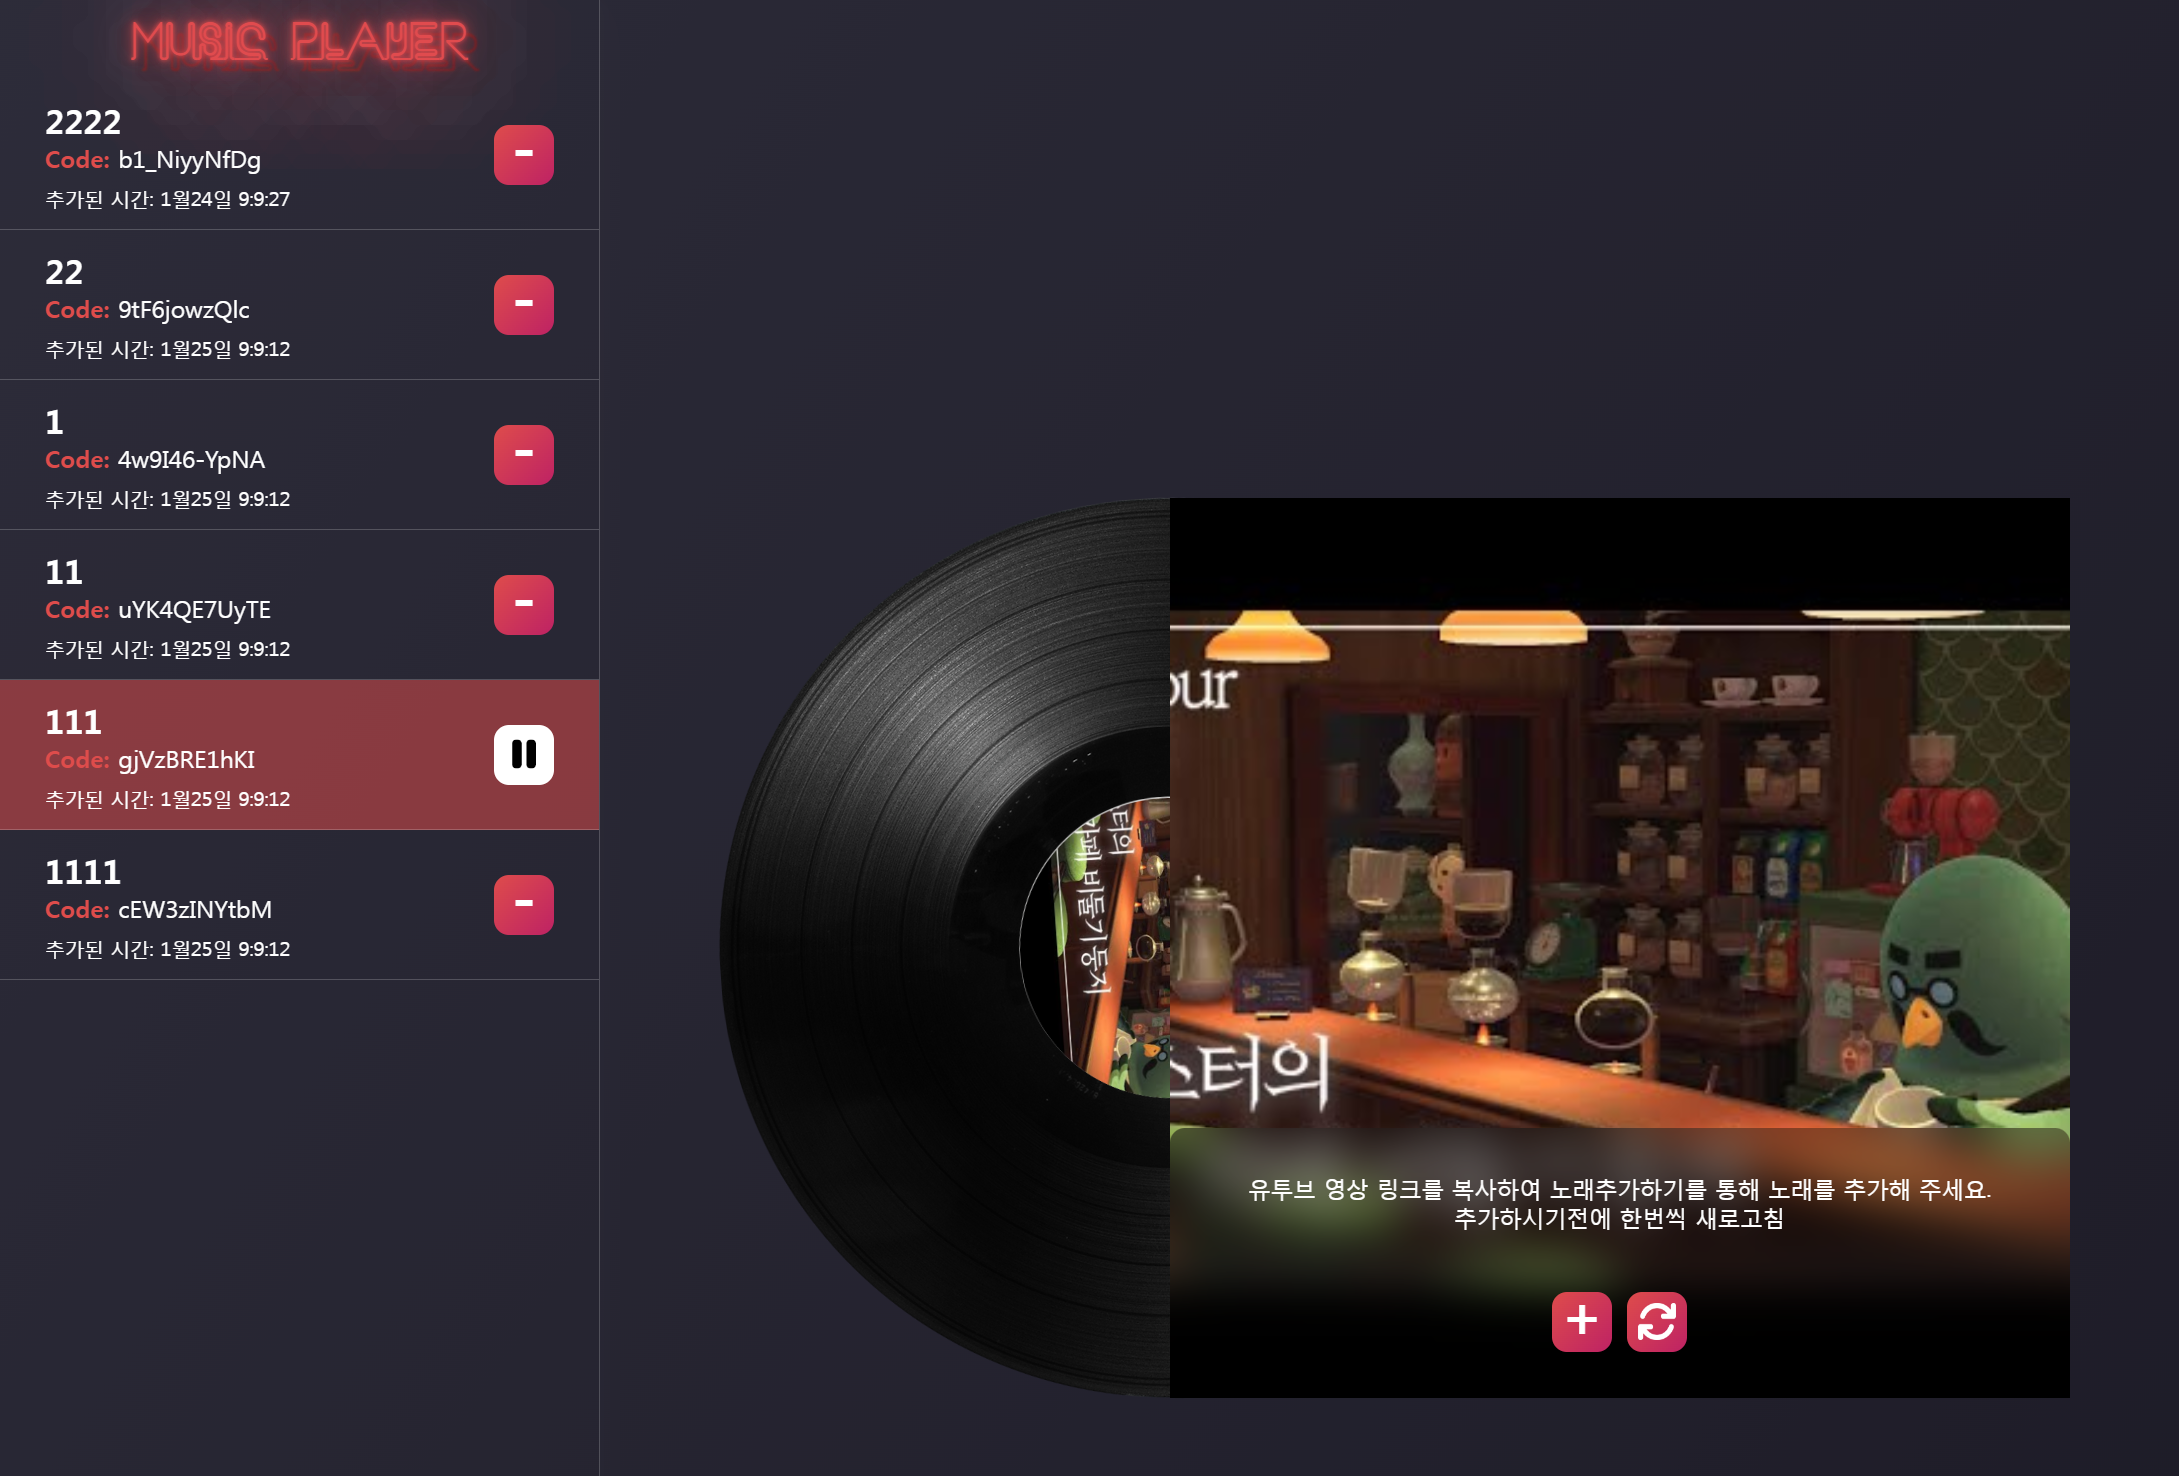 MUSIC PLAYER
2222
Code: b1_NiyyNfDg
추가된 시간: 1월24일 9:9:27
22
Code: 9tF6jowzQlc
추가된 시간: 1월25일 9:9:12
1
Code: 4w9I46-YpNA
추가된 시간: 1월25일 9:9:12
11
Code: uYK4QE7UyTE
추가된 시간: 1월25일 9:9:12
111
Code: gjVzBRE1hKI
추가된 시간: 1월25일 9:9:12
1111
Code: cEW3zINYtbM
추가된 시간: 1월25일 9:9:12
터의
카페 비둘기둥지
our
스터의
유투브 영상 링크를 복사하여 노래추가하기를 통해 노래를 추가해 주세요.
추가하시기전에 한번씩 새로고침